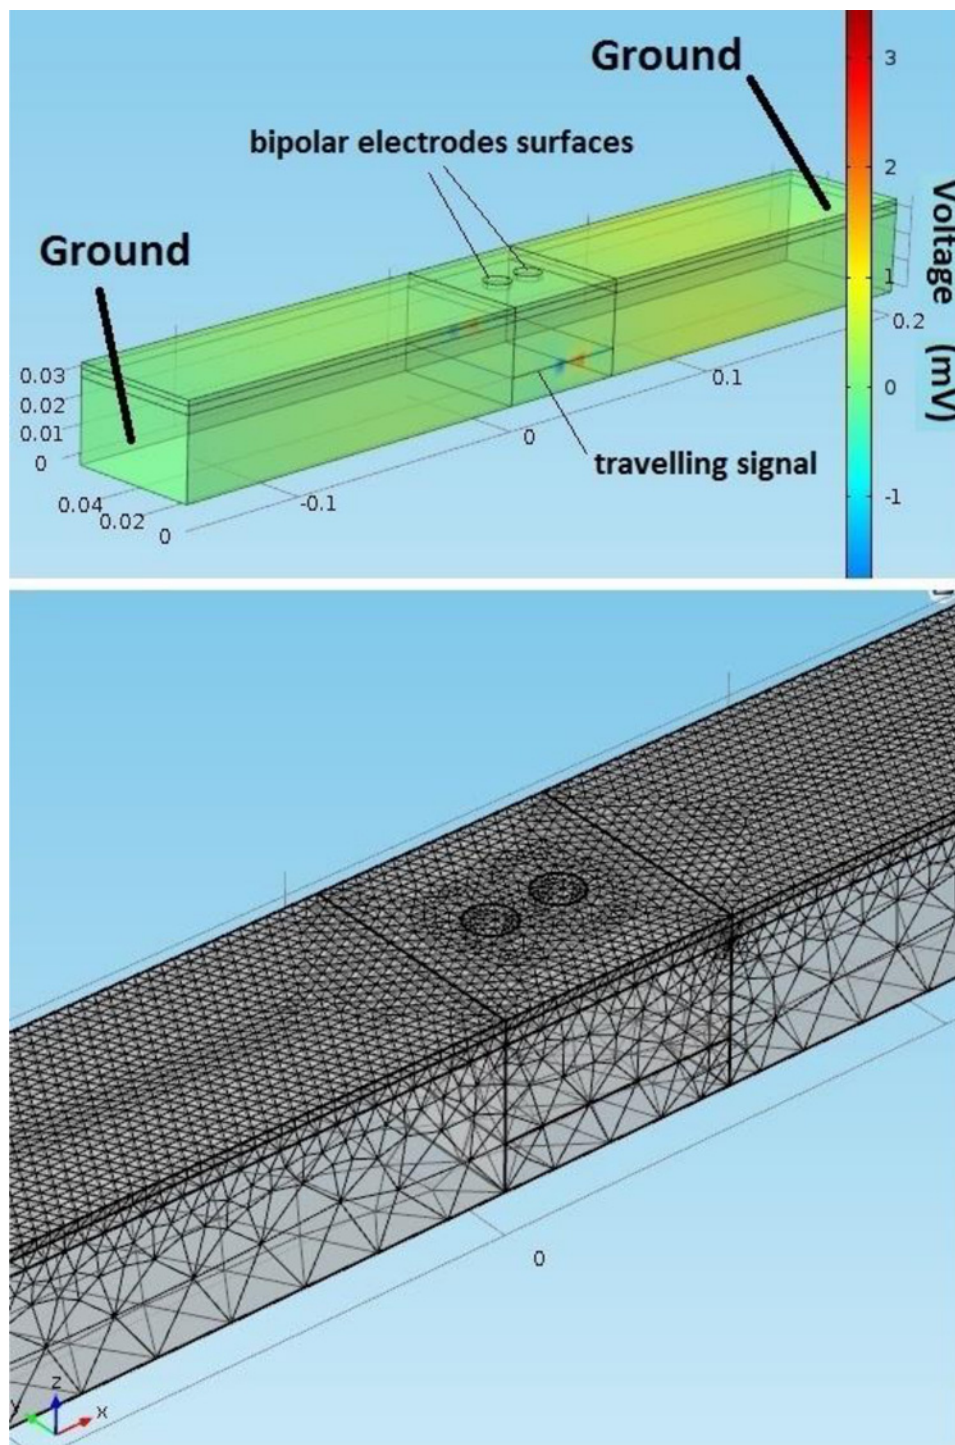 Ground
3
bipolar electrodes surfaces
2
Ground
Voltage (mV)
1
0.2
0.03
0.1
0
0.02
0.01
0
0
travelling signal
-1
0.04
-0.1
0.02
0
0
z
y
x